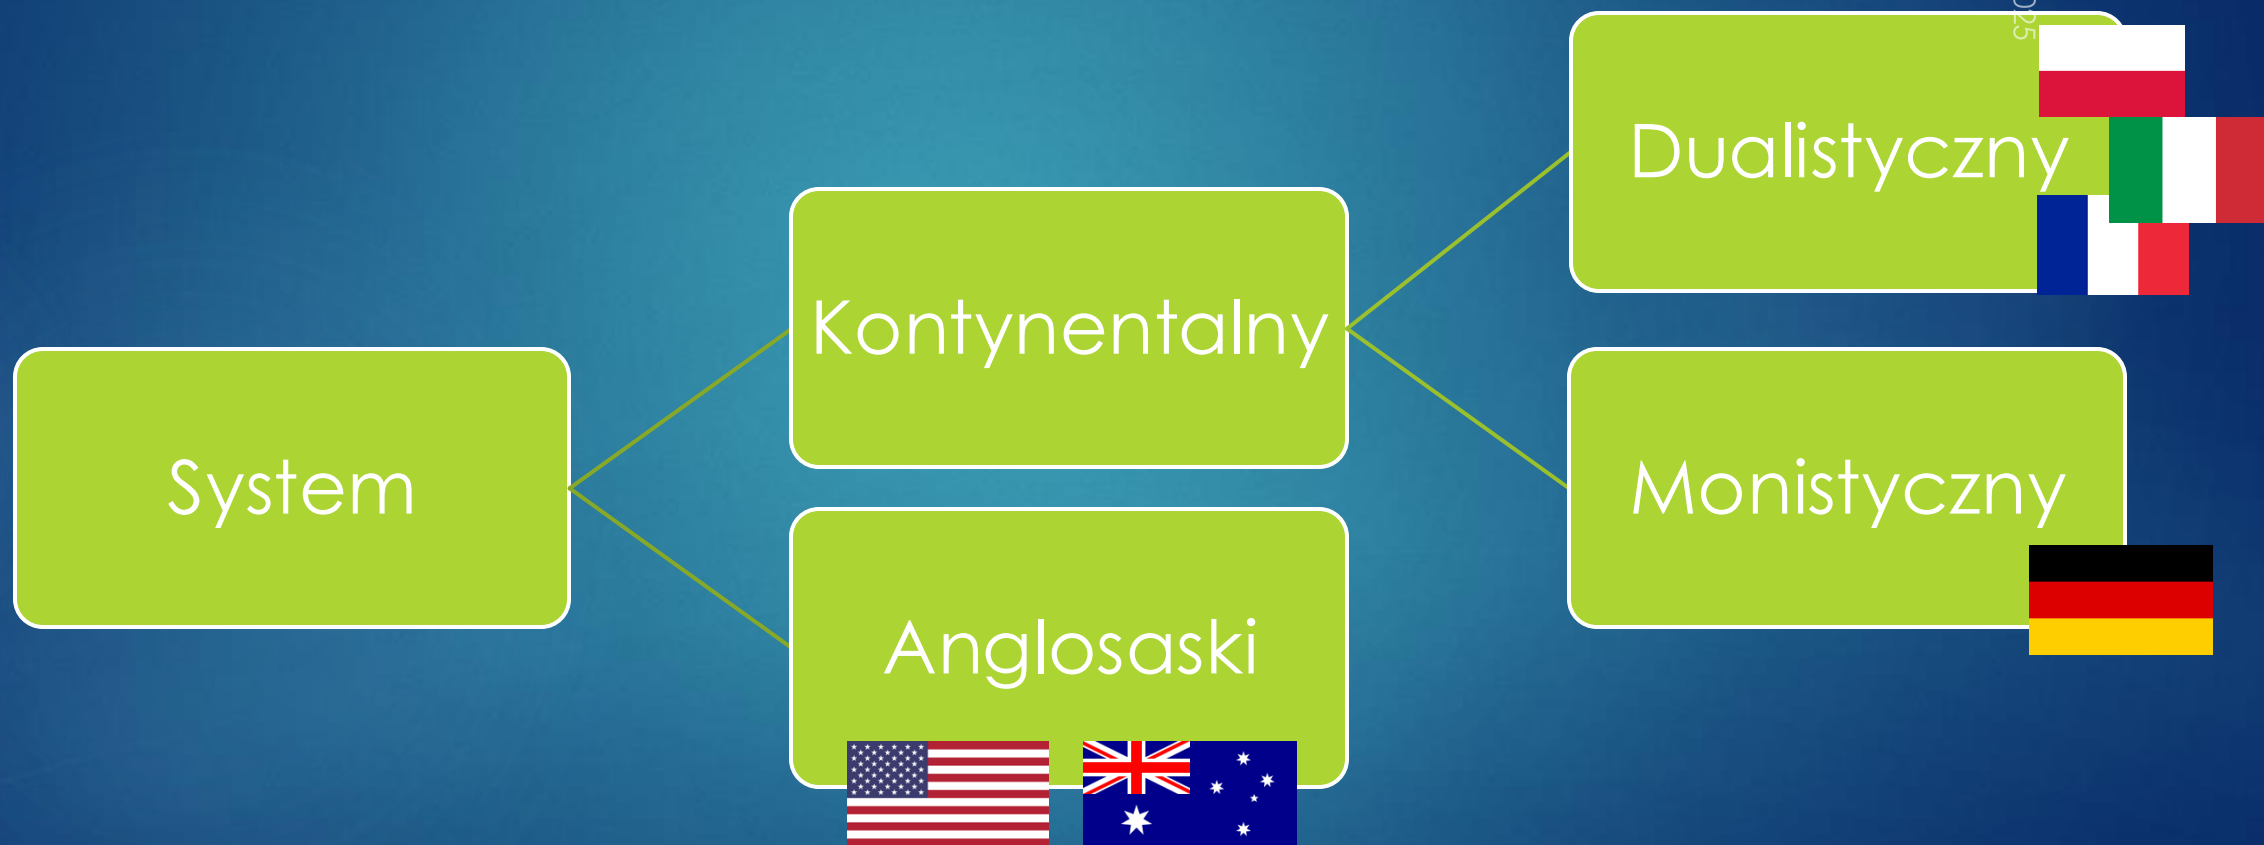 System
Kontynentalny
Anglosaski
Dualistyczny
Monistyczny